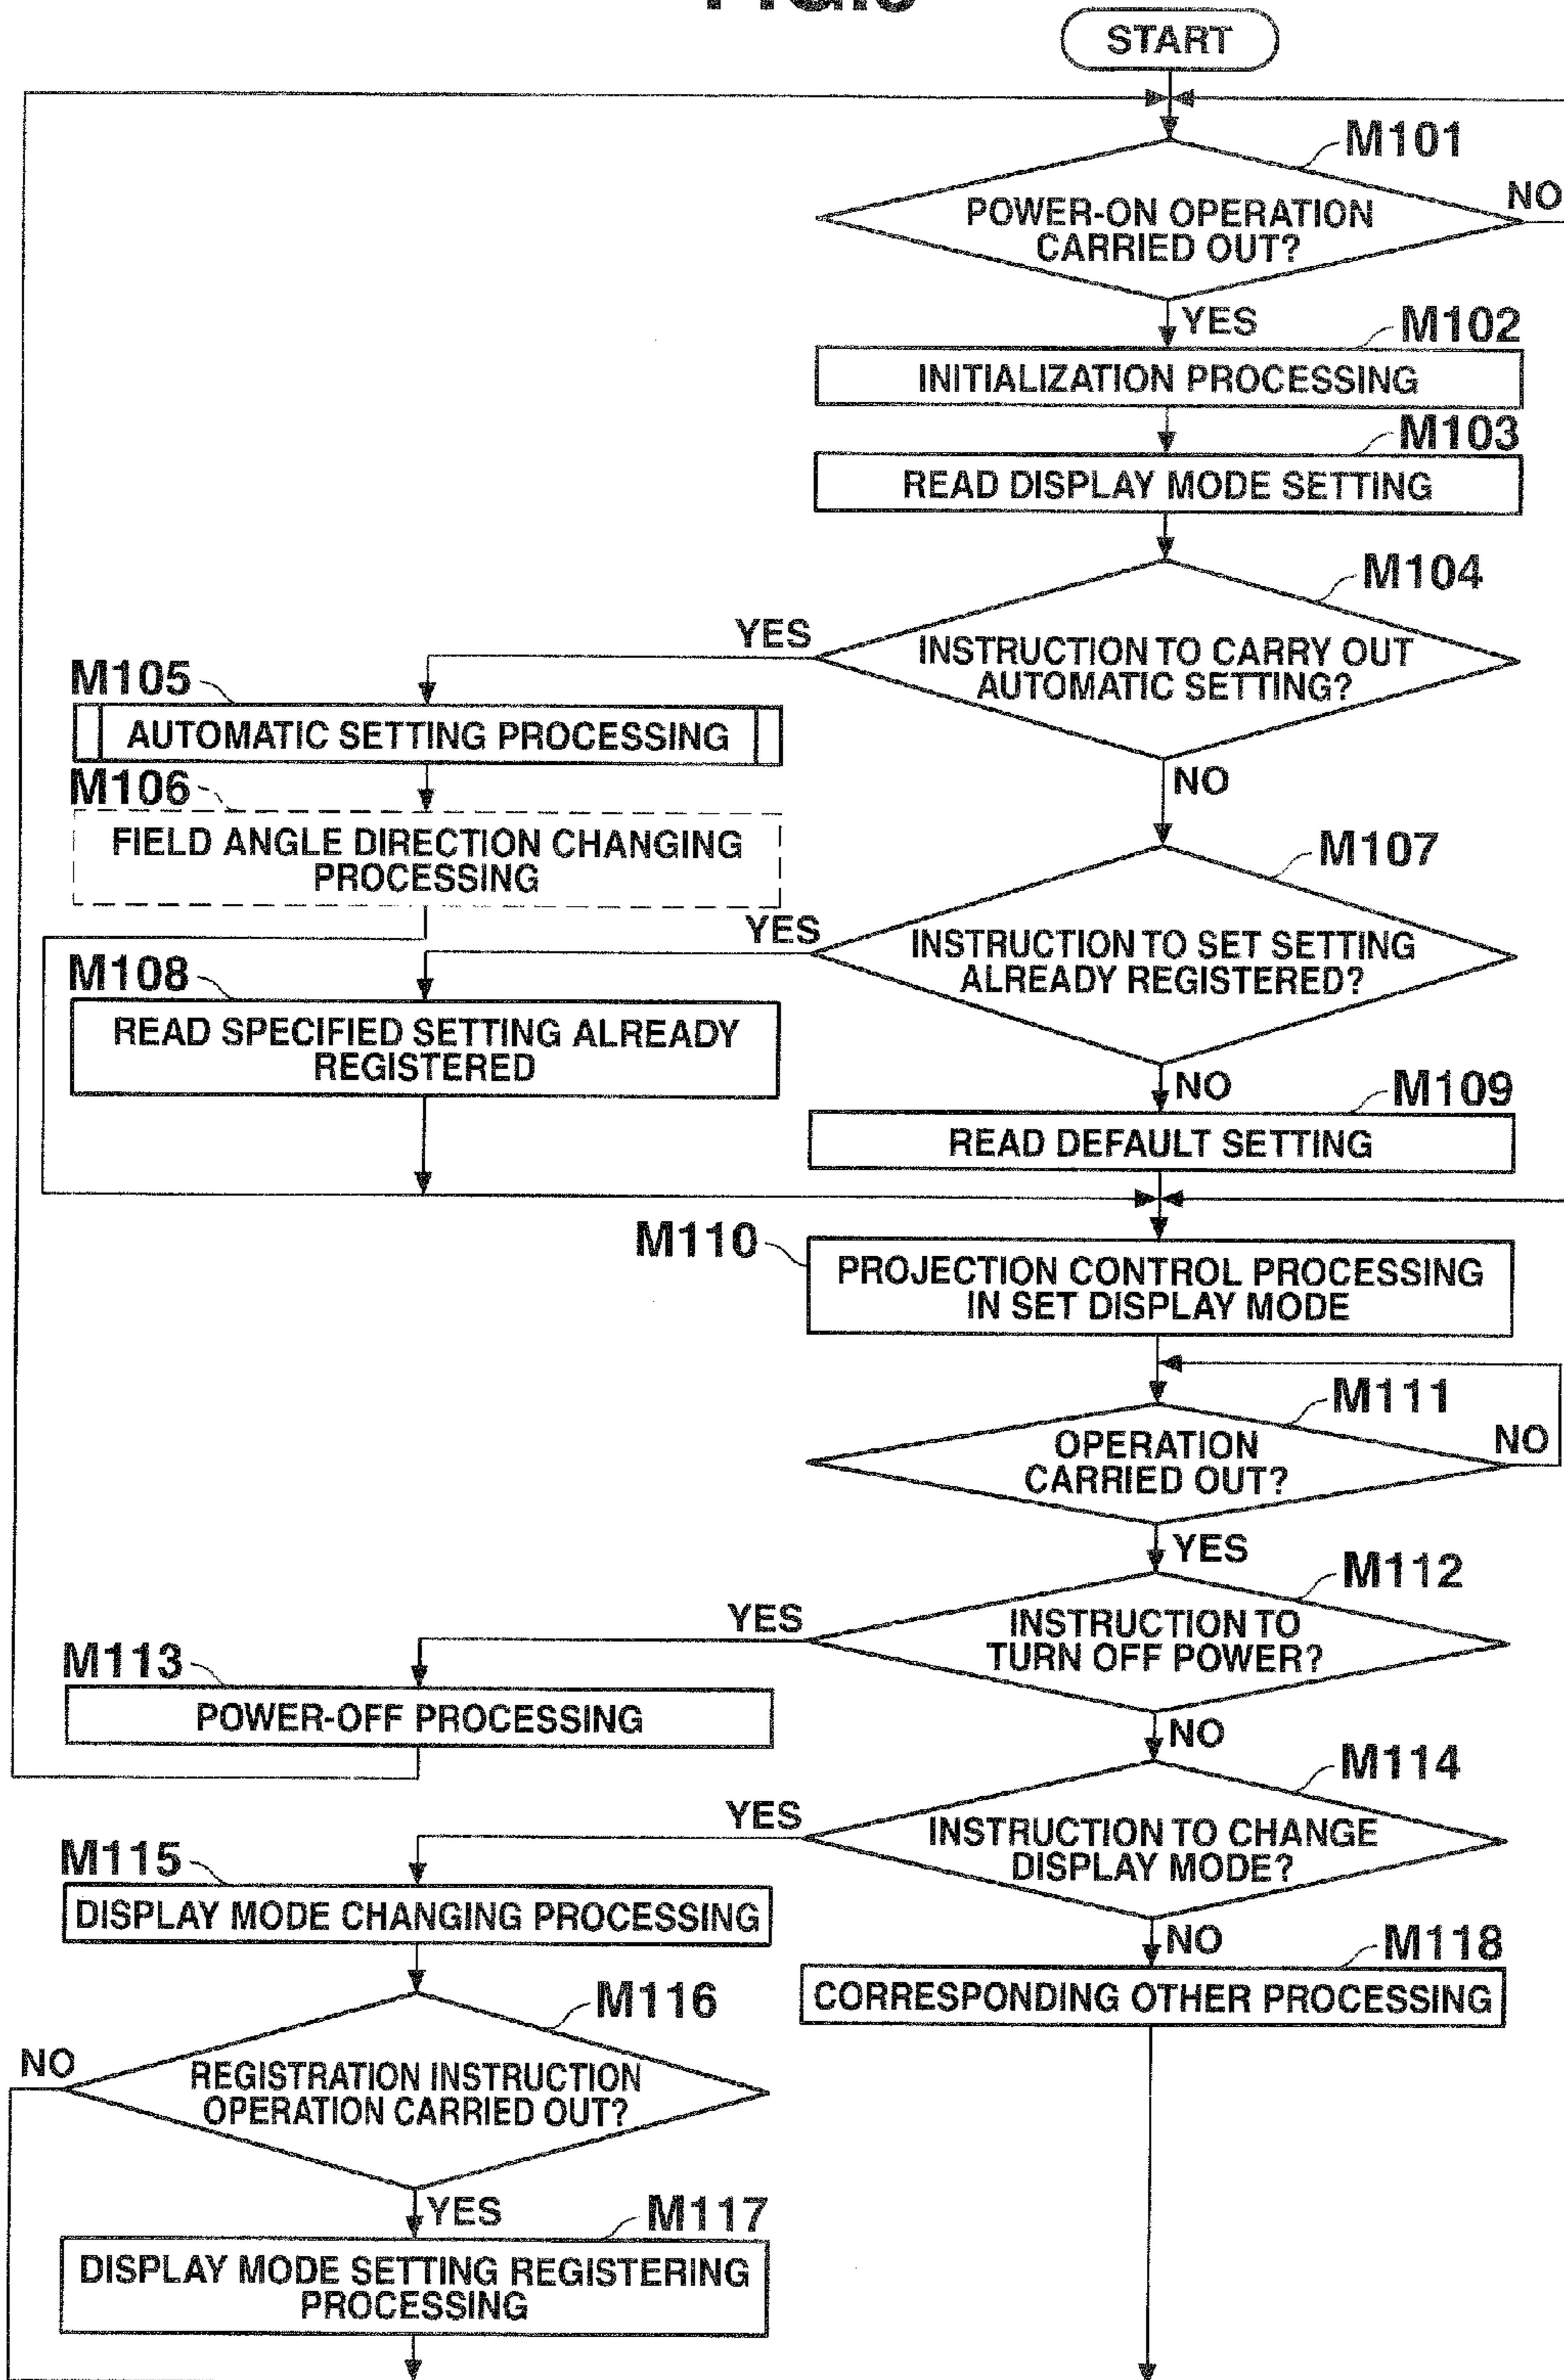 START
M101
POWER-ON OPERATION
CARRIED OUT?
NO
YES
M102
INITIALIZATION PROCESSING
M103
READ DISPLAY MODE SETTING
M104
YES
INSTRUCTION TO CARRY OUT
AUTOMATIC SETTING?
M105
AUTOMATIC SETTING PROCESSING
NO
M106
FIELD ANGLE DIRECTION CHANGING
PROCESSING
M107
YES
INSTRUCTION TO SET SETTING
ALREADY REGISTERED?
M108
READ SPECIFIED SETTING ALREADY
REGISTERED
NO
M109
READ DEFAULT SETTING
M110
PROJECTION CONTROL PROCESSING
IN SET DISPLAY MODE
M111
OPERATION
CARRIED OUT?
NO
YES
M112
YES
INSTRUCTION TO
TURN OFF POWER?
M113
POWER-OFF PROCESSING
NO
M114
YES
INSTRUCTION TO CHANGE
DISPLAY MODE?
M115
DISPLAY MODE CHANGING PROCESSING
NO
M118
CORRESPONDING OTHER PROCESSING
M116
NO
REGISTRATION INSTRUCTION
OPERATION CARRIED OUT?
YES
M117
DISPLAY MODE SETTING REGISTERING
PROCESSING